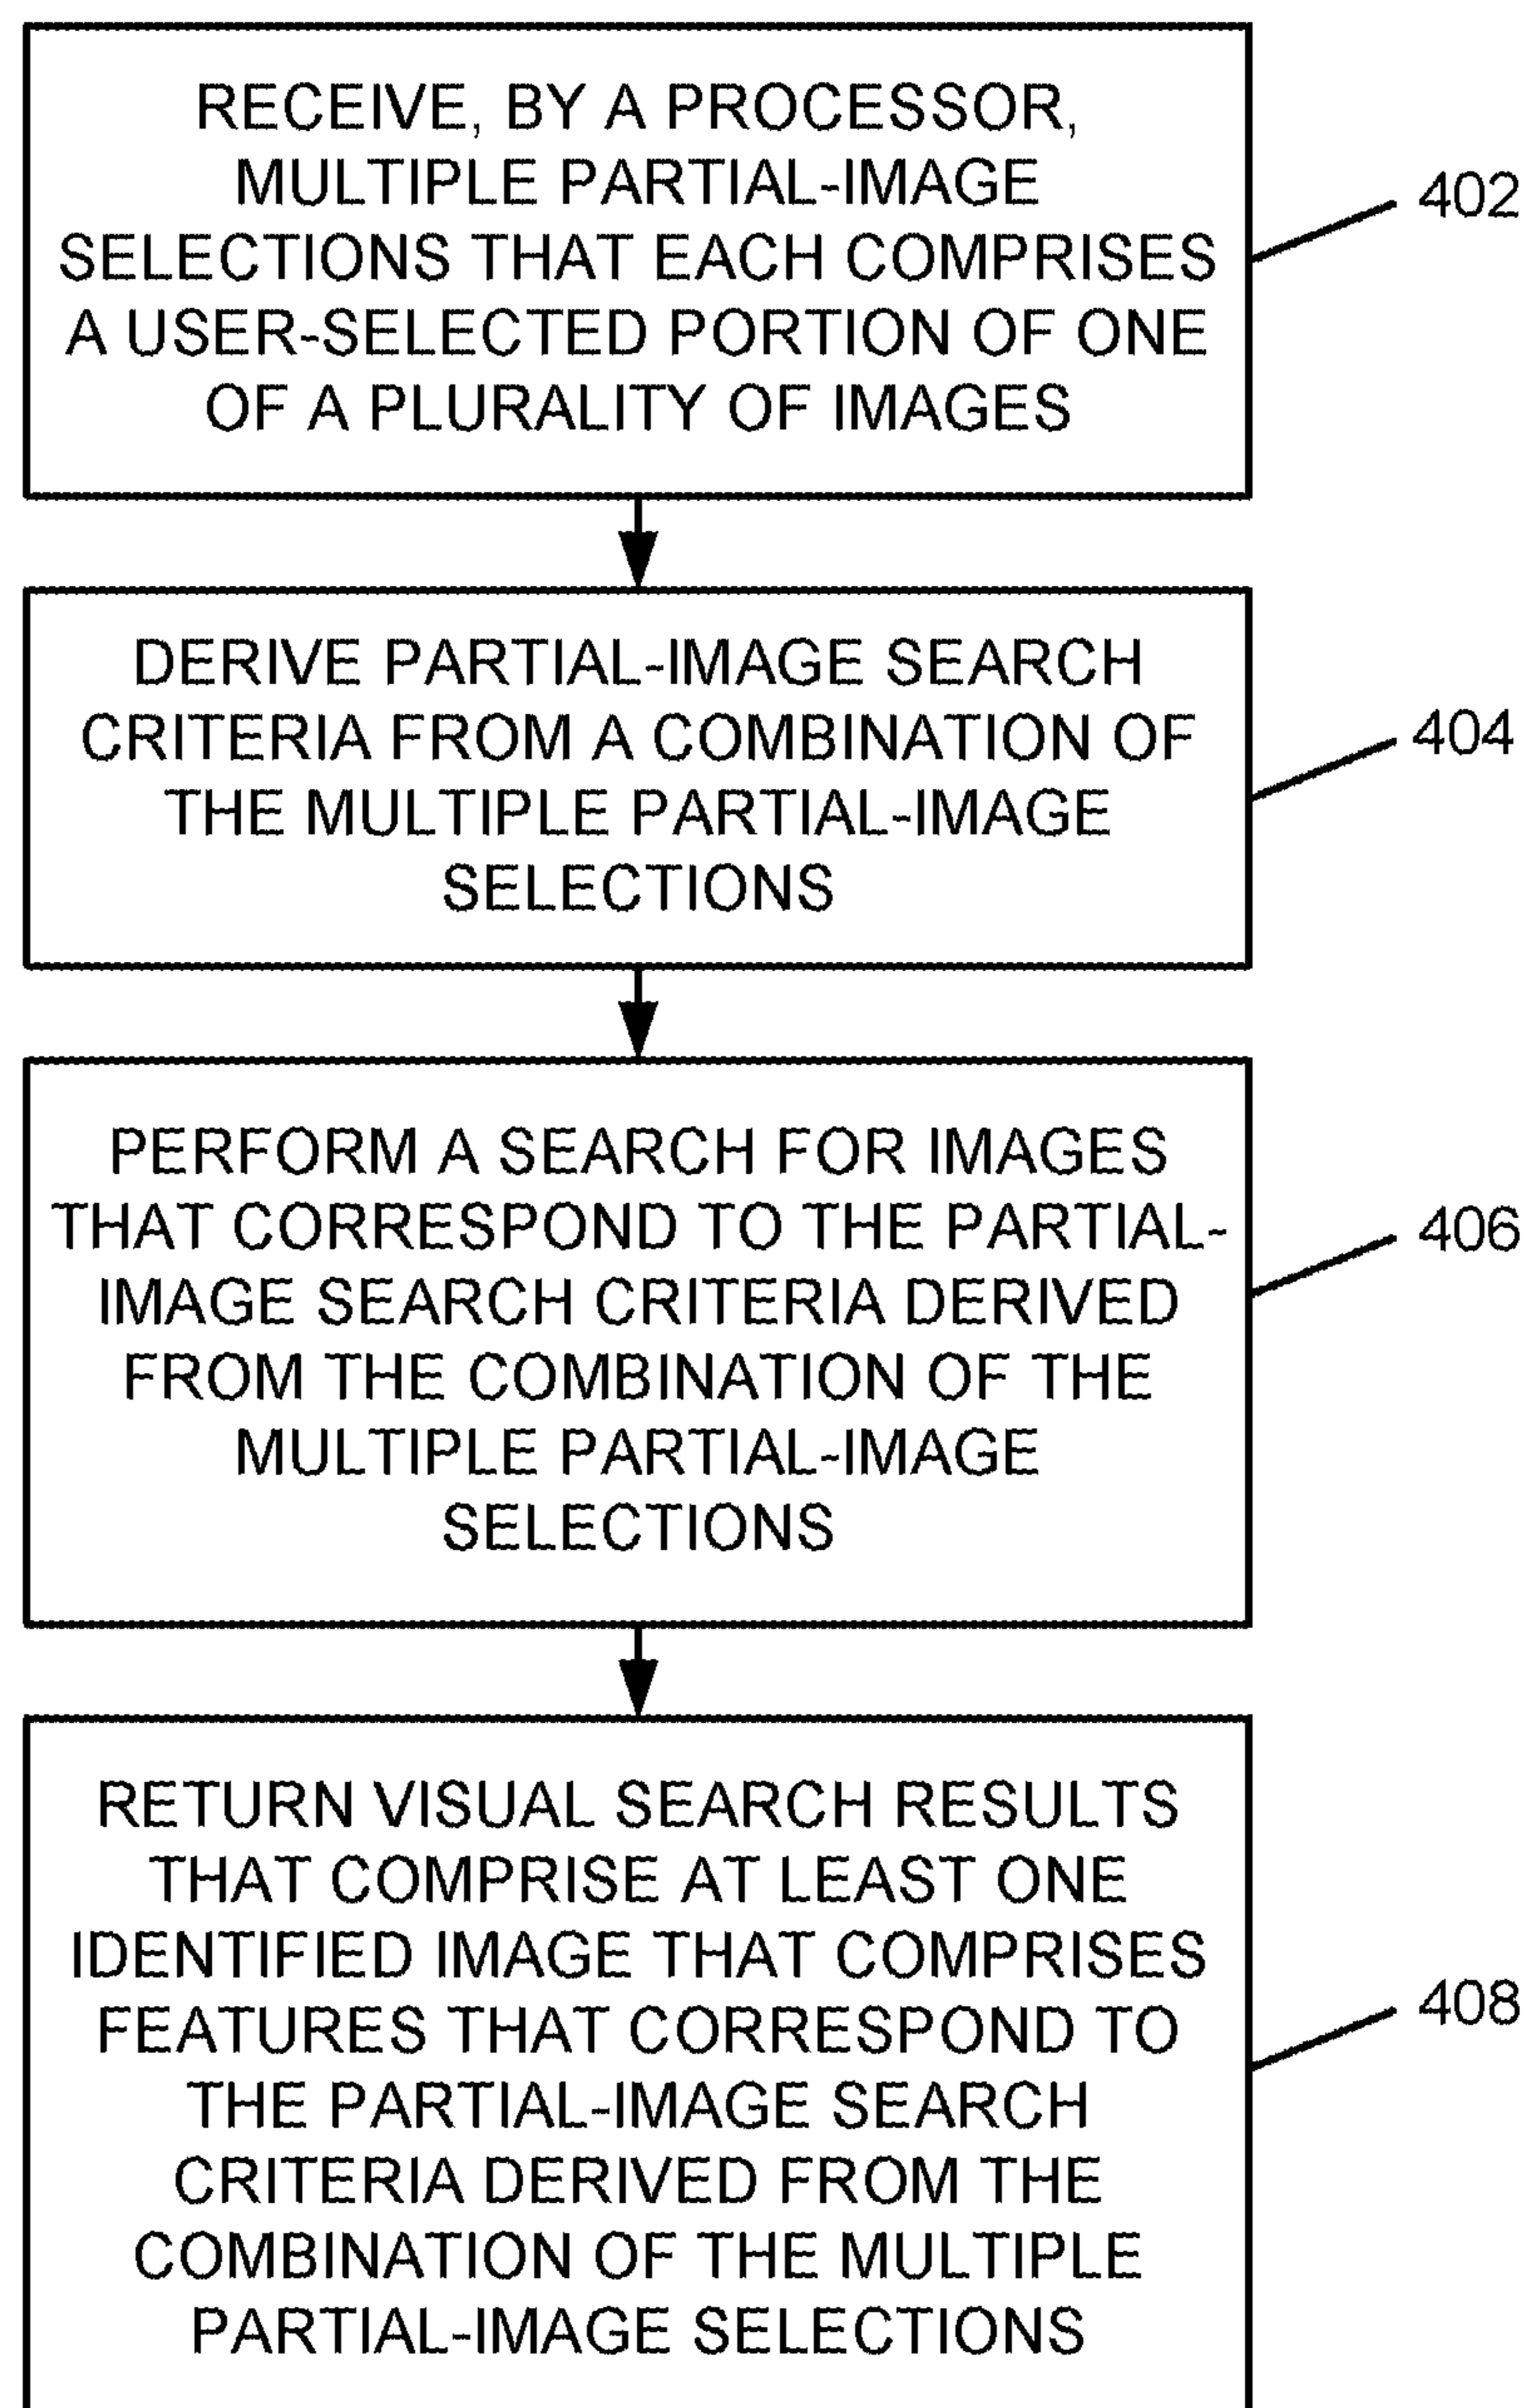 RECEIVE, BY A PROCESSOR,
MULTIPLE PARTIAL-IMAGE
SELECTIONS THAT EACH COMPRISES
A USER-SELECTED PORTION OF ONE
OF A PLURALITY OF IMAGES
402
DERIVE PARTIAL-IMAGE SEARCH
CRITERIA FROM A COMBINATION OF
THE MULTIPLE PARTIAL-IMAGE
SELECTIONS
404
PERFORM A SEARCH FOR IMAGES
THAT CORRESPOND TO THE PARTIAL-
IMAGE SEARCH CRITERIA DERIVED
FROM THE COMBINATION OF THE
MULTIPLE PARTIAL-IMAGE
SELECTIONS
406
RETURN VISUAL SEARCH RESULTS
THAT COMPRISE AT LEAST ONE
IDENTIFIED IMAGE THAT COMPRISES
FEATURES THAT CORRESPOND TO
THE PARTIAL-IMAGE SEARCH
CRITERIA DERIVED FROM THE
COMBINATION OF THE MULTIPLE
PARTIAL-IMAGE SELECTIONS
408